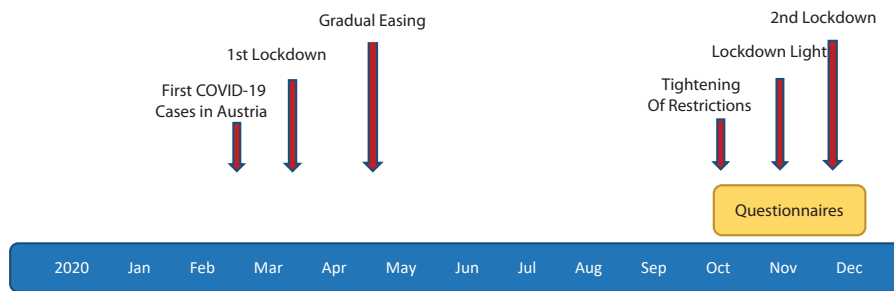 2nd Lockdown
Gradual Easing
Lockdown Light
1st Lockdown
Tightening
Of Restrictions
First COVID-19
Cases in Austria
Questionnaires
2020 Jan Feb Mar Apr May Jun Jul Aug Sep Oct Nov Dec